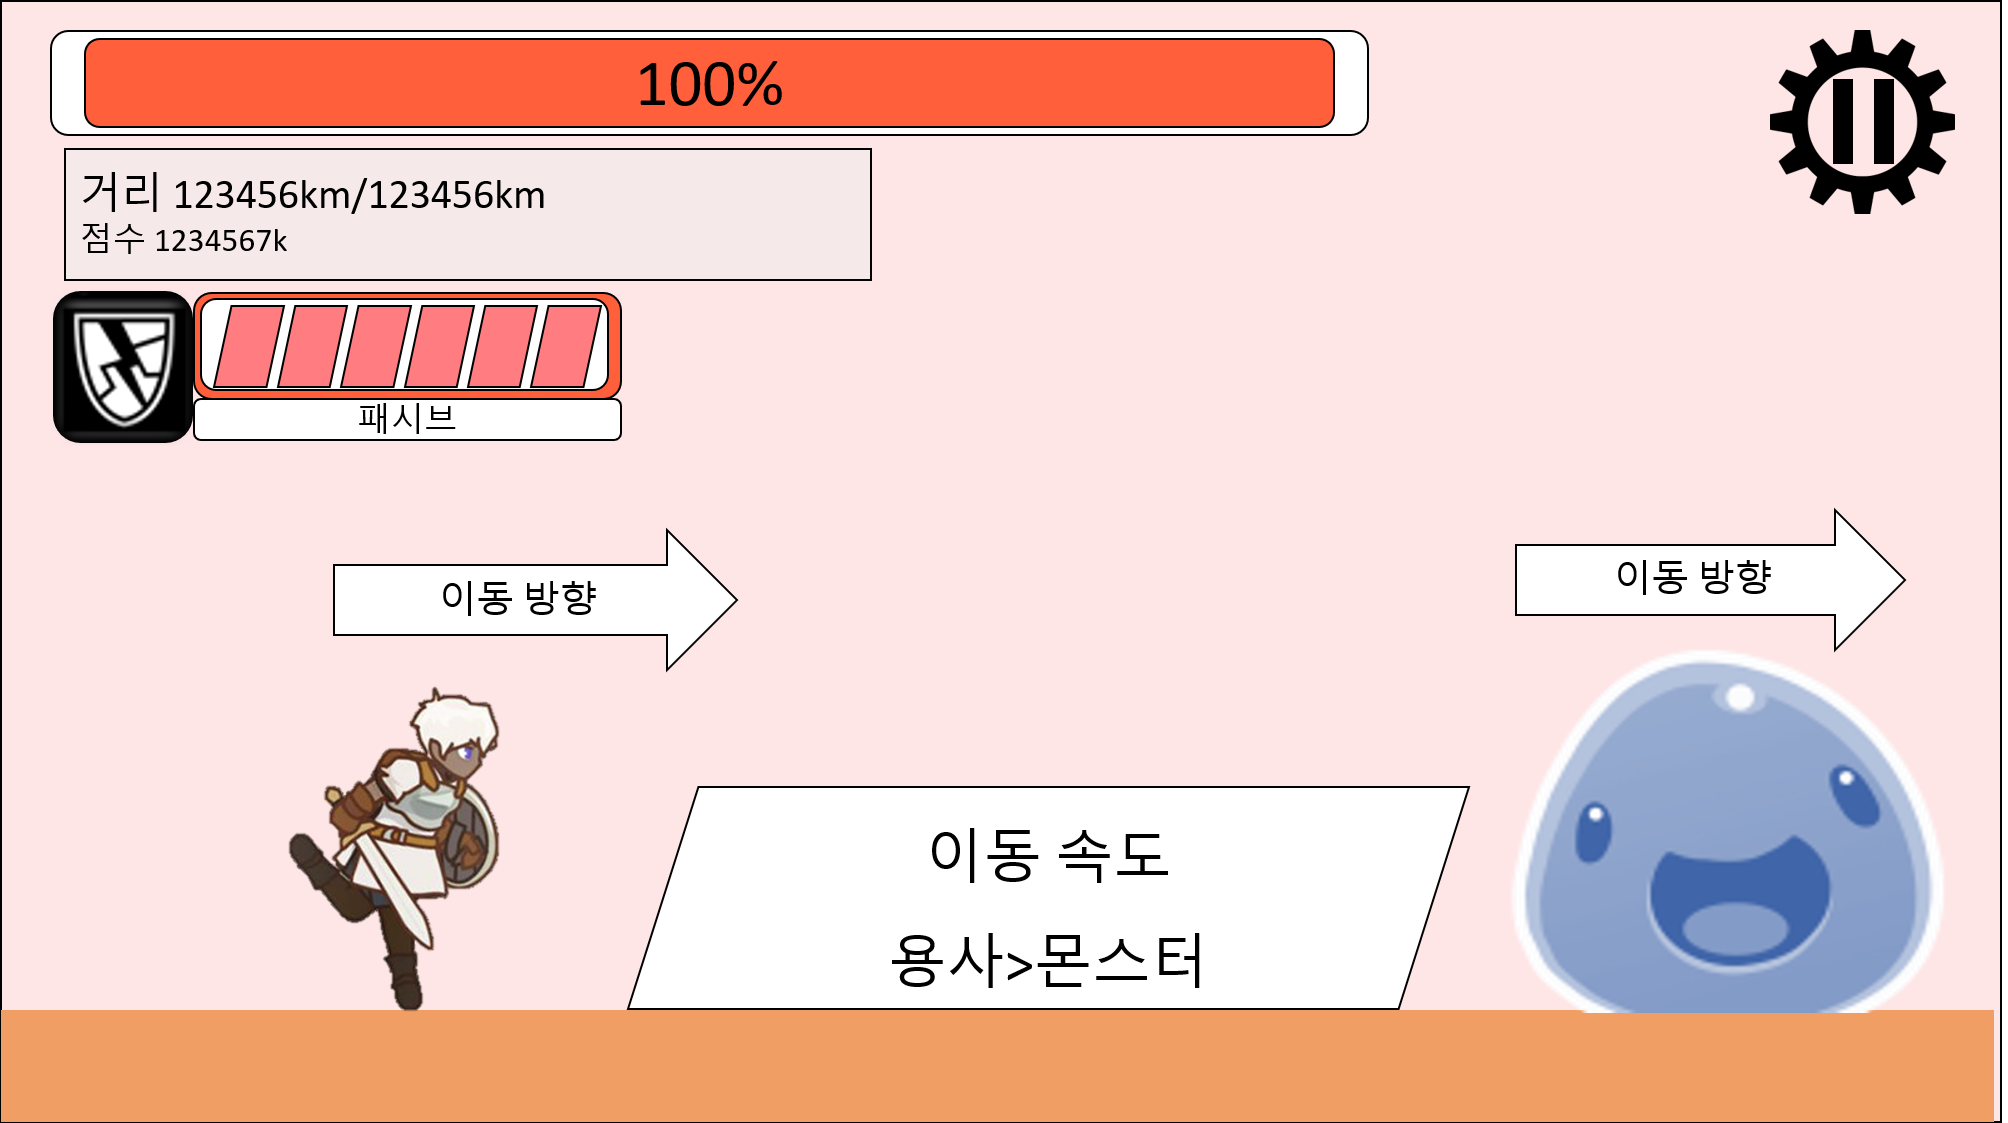 100%
거리 123456km/123456km
점수 1234567k
패시브
이동 방향
이동 방향
이동 속도
용사>몬스터